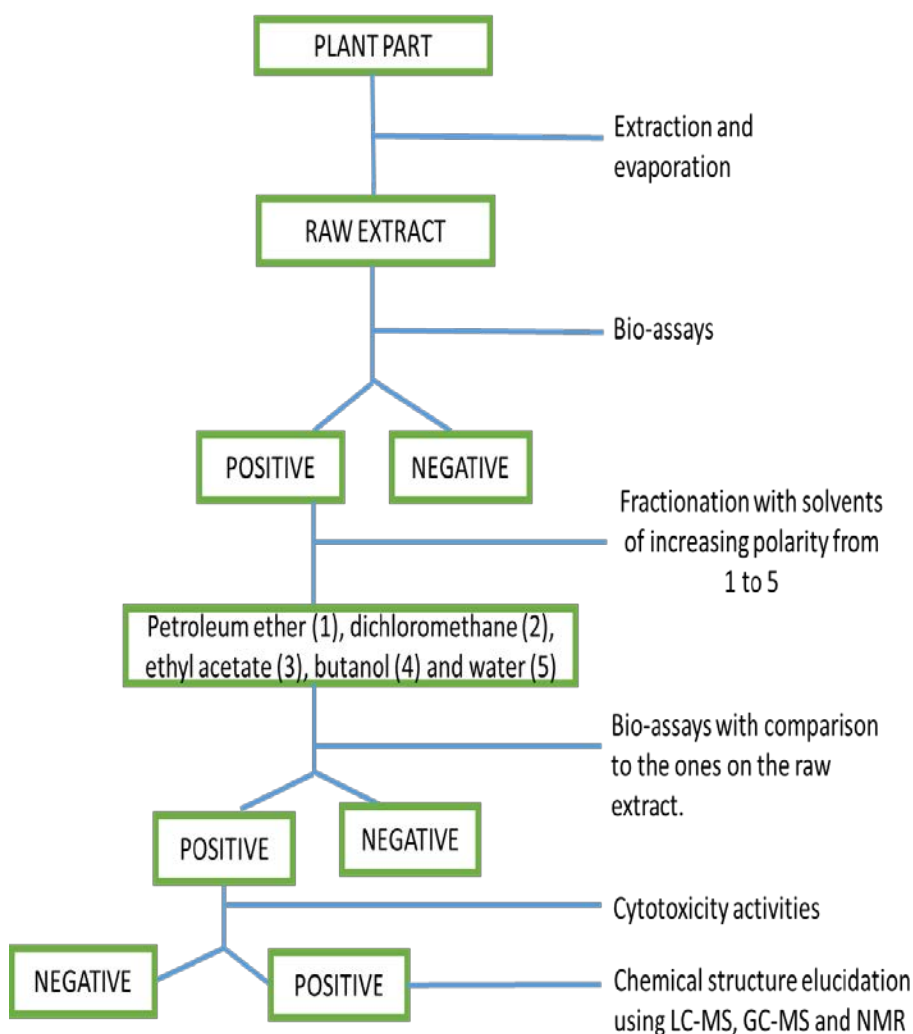 PLANT PART
Extraction and
evaporation
RAW EXTRACT
Bio-assays
POSITIVE
NEGATIVE
Fractionation with solvents
of increasing polarity from
1 to 5
Petroleum ether (1), dichloromethane (2),
ethyl acetate (3), butanol (4) and water (5)
Bio-assays with comparison
to the ones on the raw
extract.
POSITIVE
NEGATIVE
Cytotoxicity activities
NEGATIVE
POSITIVE
Chemical structure elucidation
using LC-MS, GC-MS and NMR